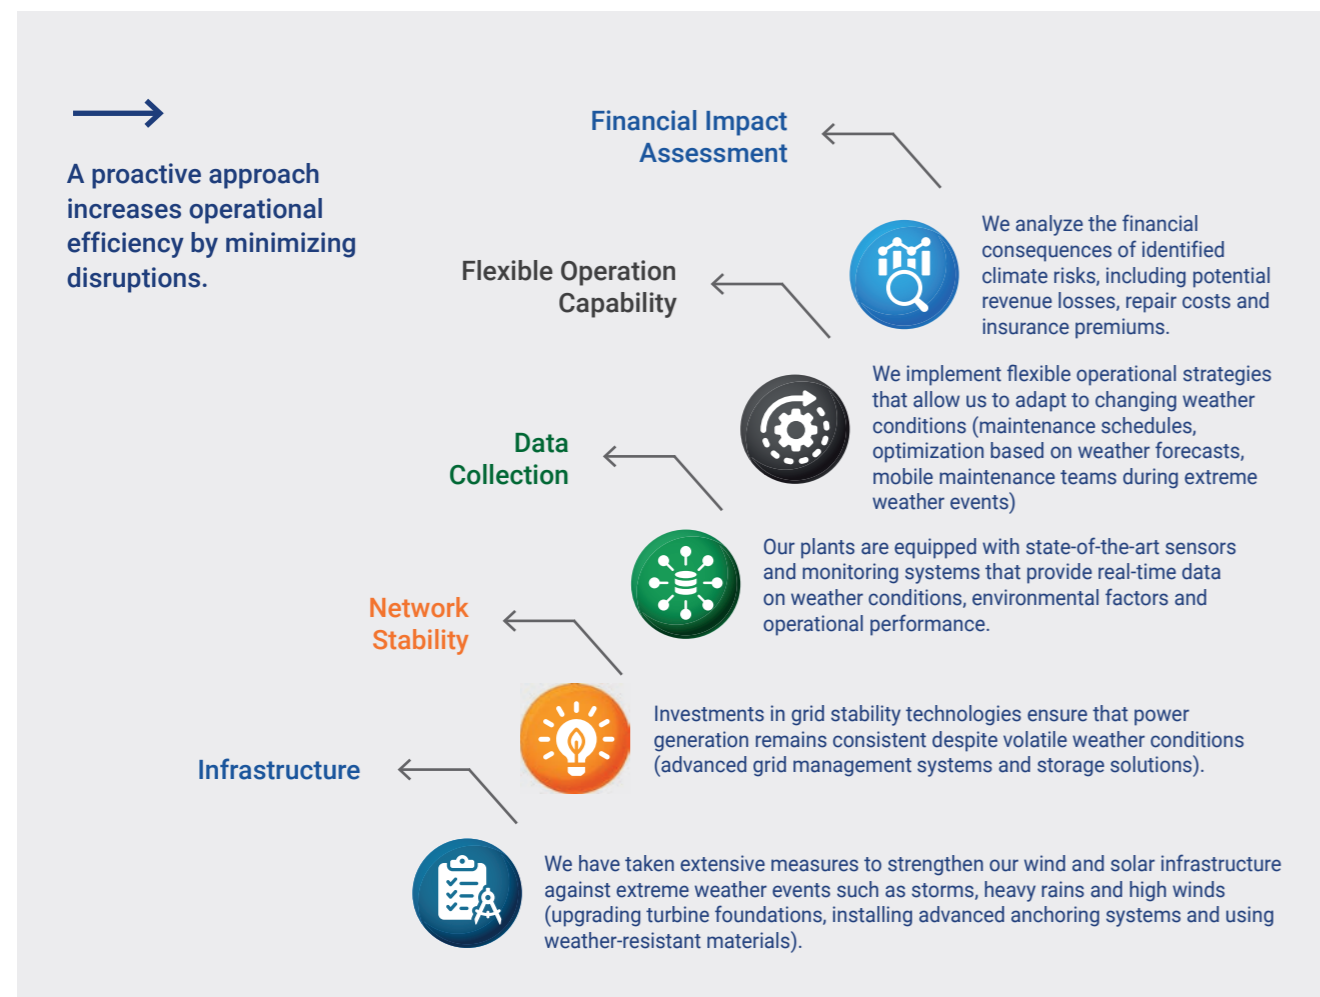 A proactive approach
increases operational
efficiency by minimizing
disruptions.
Financial Impact
Assessment
We analyze the financial
consequences of identified
climate risks, including potential
revenue losses, repair costs and
insurance premiums.
Flexible Operation
Capability
We implement flexible operational strategies
that allow us to adapt to changing weather
conditions (maintenance schedules,
optimization based on weather forecasts,
mobile maintenance teams during extreme
weather events)
Data
Collection
Our plants are equipped with state-of-the-art sensors
and monitoring systems that provide real-time data
on weather conditions, environmental factors and
operational performance.
Network
Stability
Investments in grid stability technologies ensure that power
generation remains consistent despite volatile weather conditions
(advanced grid management systems and storage solutions).
Infrastructure
We have taken extensive measures to strengthen our wind and solar infrastructure
against extreme weather events such as storms, heavy rains and high winds
(upgrading turbine foundations, installing advanced anchoring systems and using
weather-resistant materials).